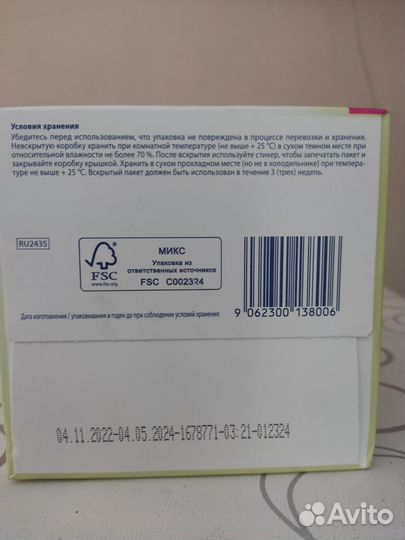 Условия хранения
Убедитесь перед использованием, что упаковка не повреждена в процессе перевозки и хранения.
Невскрытую коробку хранить при комнатной температуре (не выше + 25 °С) в сухом темном месте при
относительной влажности не более 70 %. После вскрытия используйте стикер, чтобы запечатать пакет и
закрывайте коробку крышкой. Хранить в сухом прохладном месте (но не в холодильнике) при темпера-
туре не выше + 25 °С. Вскрытый пакет должен быть использован в течение 3 (трех) недель.
RU2435
FSC
www.fsc.org
МИКС
Упаковка из
ответственных источников
FSC C002324
9 062300 138006
Дата изготовления / упаковывания и годен до при соблюдении условий хранения:
04.11.2022-04.05.2024-1678771-03:21-012324
Avito